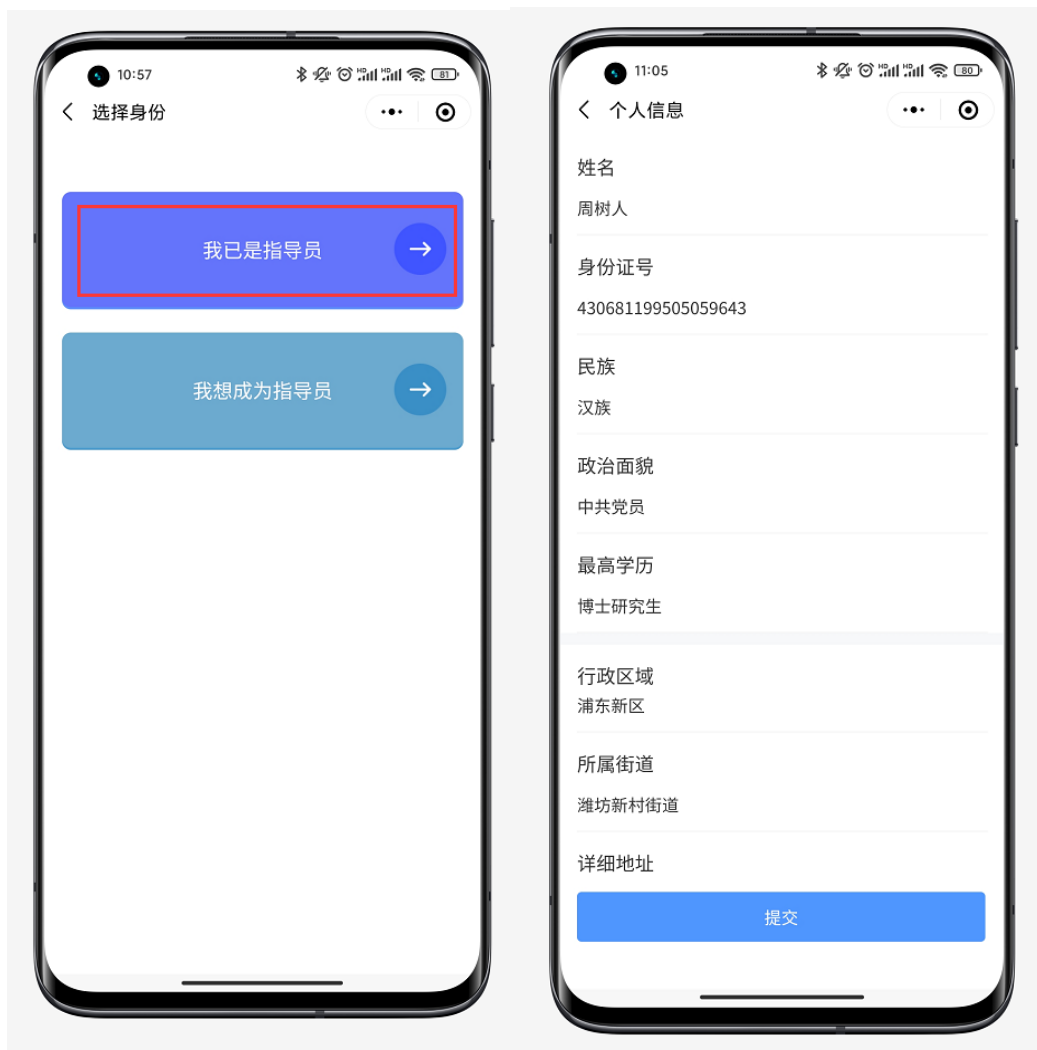 10:57
81
选择身份
我已是指导员
我想成为指导员
11:05
80
个人信息
姓名
周树人
身份证号
430681199505059643
民族
汉族
政治面貌
中共党员
最高学历
博士研究生
行政区域
浦东新区
所属街道
潍坊新村街道
详细地址
提交